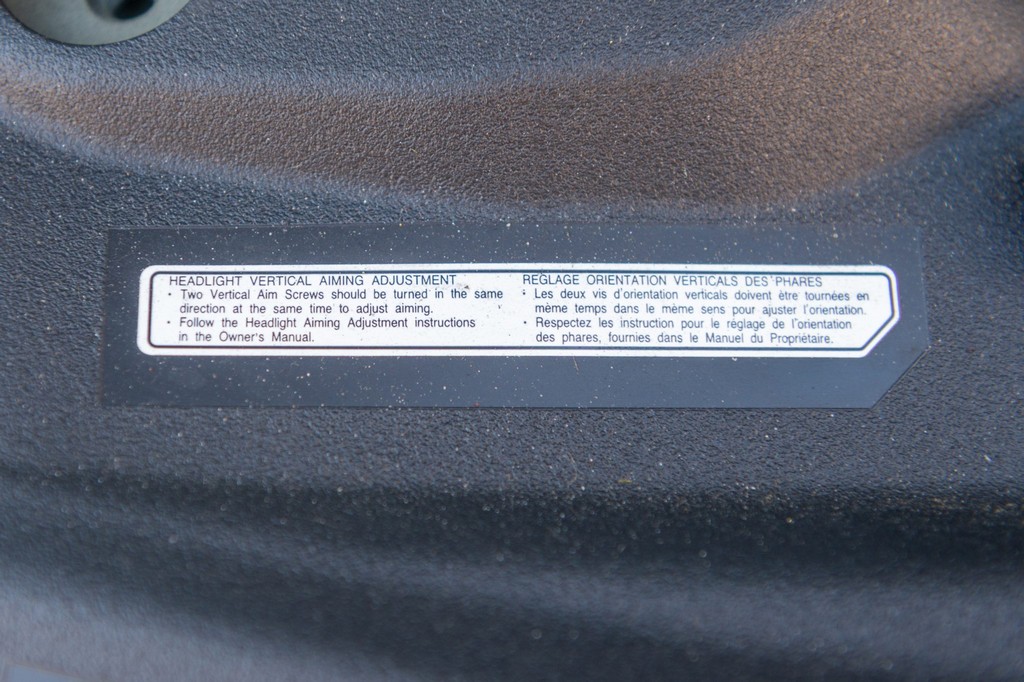 HEADLIGHT VERTICAL AIMING ADJUSTMENT
• Two Vertical Aim Screws should be turned in the same
direction at the same time to adjust aiming.
• Follow the Headlight Aiming Adjustment instructions
in the Owner's Manual.
REGLAGE ORIENTATION VERTICALS DES PHARES
• Les deux vis d'orientation verticals doivent être tournées en
même temps dans le même sens pour ajuster l'orientation.
• Respectez les instruction pour le réglage de l'orientation
des phares, fournies dans le Manuel du Propriétaire.